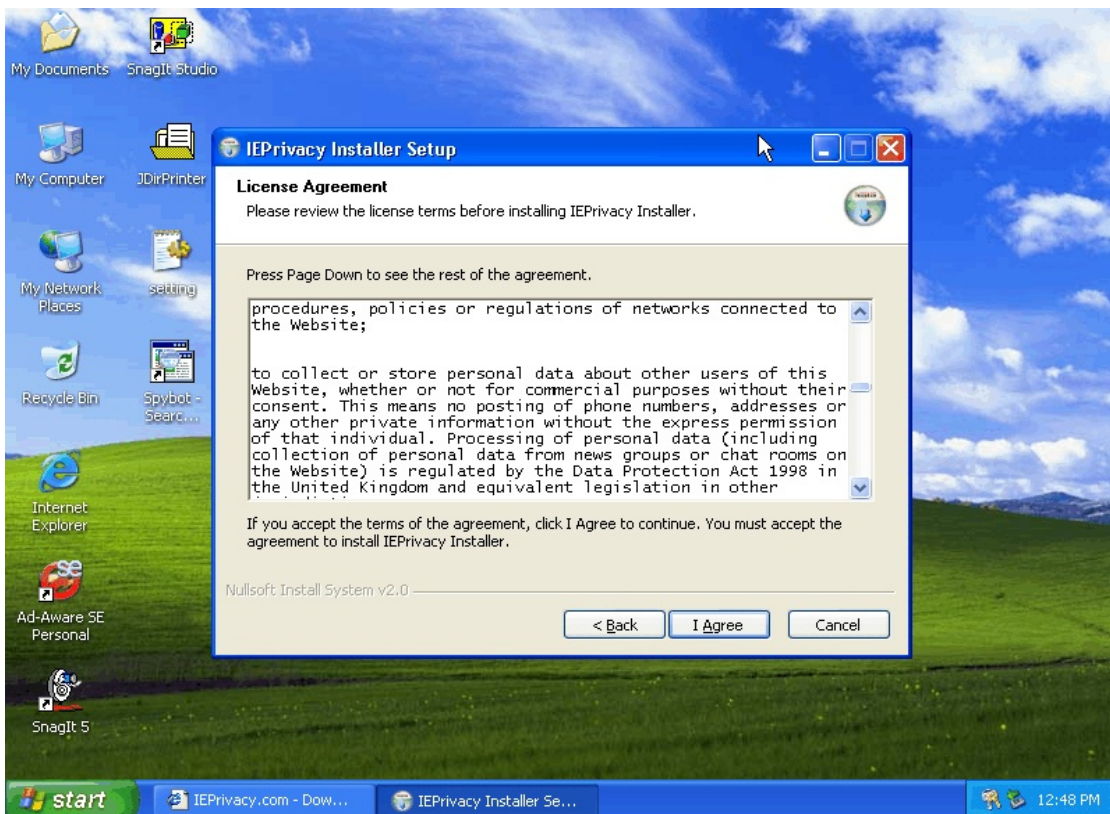 My Documents
SnagIt Studio
My Computer
JDirPrinter
My Network
Places
setting
Recycle Bin
Spybot -
Searc...
Internet
Explorer
Ad-Aware SE
Personal
SnagIt 5
IEPrivacy Installer Setup
License Agreement
Please review the license terms before installing IEPrivacy Installer.
Press Page Down to see the rest of the agreement.
procedures, policies or regulations of networks connected to
the Website;
to collect or store personal data about other users of this
Website, whether or not for commercial purposes without their
consent. This means no posting of phone numbers, addresses or
any other private information without the express permission
of that individual. Processing of personal data (including
collection of personal data from news groups or chat rooms on
the Website) is regulated by the Data Protection Act 1998 in
the United Kingdom and equivalent legislation in other
If you accept the terms of the agreement, click I Agree to continue. You must accept the
agreement to install IEPrivacy Installer.
Nullsoft Install System v2.0
< Back
I Agree
Cancel
start
IEPrivacy.com - Dow...
IEPrivacy Installer Se...
12:48 PM